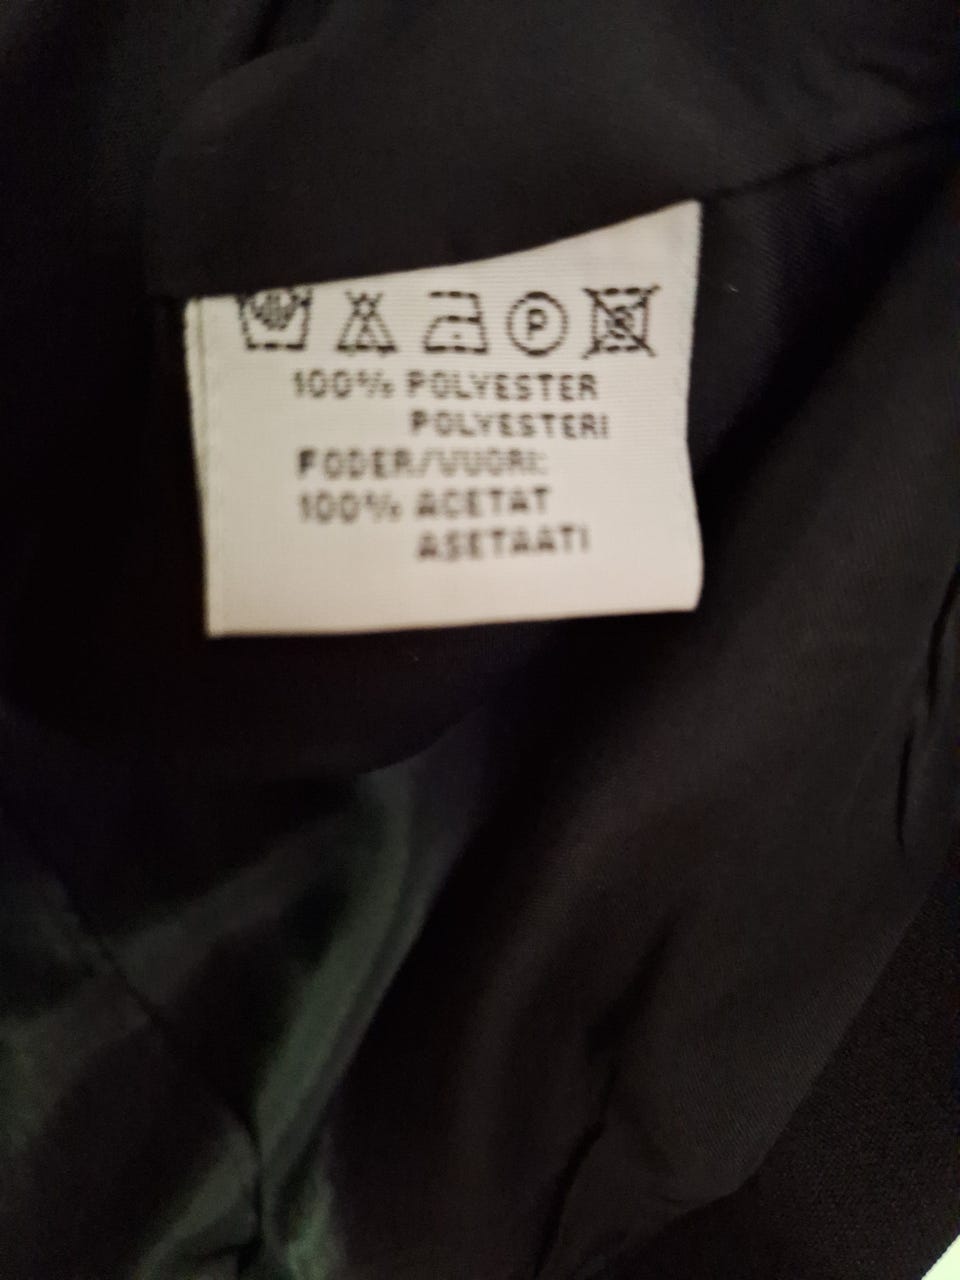 P
100% POLYESTER
POLYESTERI
FODER/VUORI:
100% ACETAT
ASETAATI